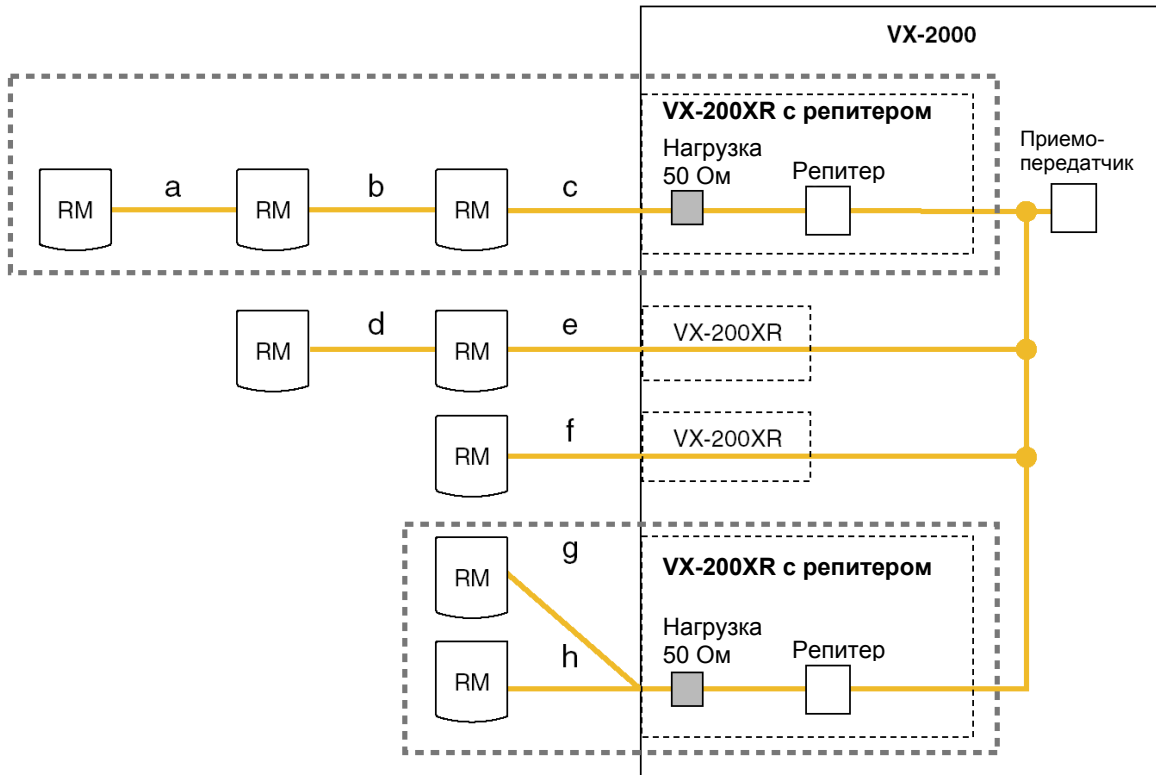 VX-2000
VX-200XR с репитером
Нагрузка
50 Ом
Репитер
Приемо-
передатчик
RM
a
RM
b
RM
c
RM
d
RM
e
VX-200XR
RM
f
VX-200XR
RM
g
VX-200XR с репитером
Нагрузка
50 Ом
Репитер
RM
h